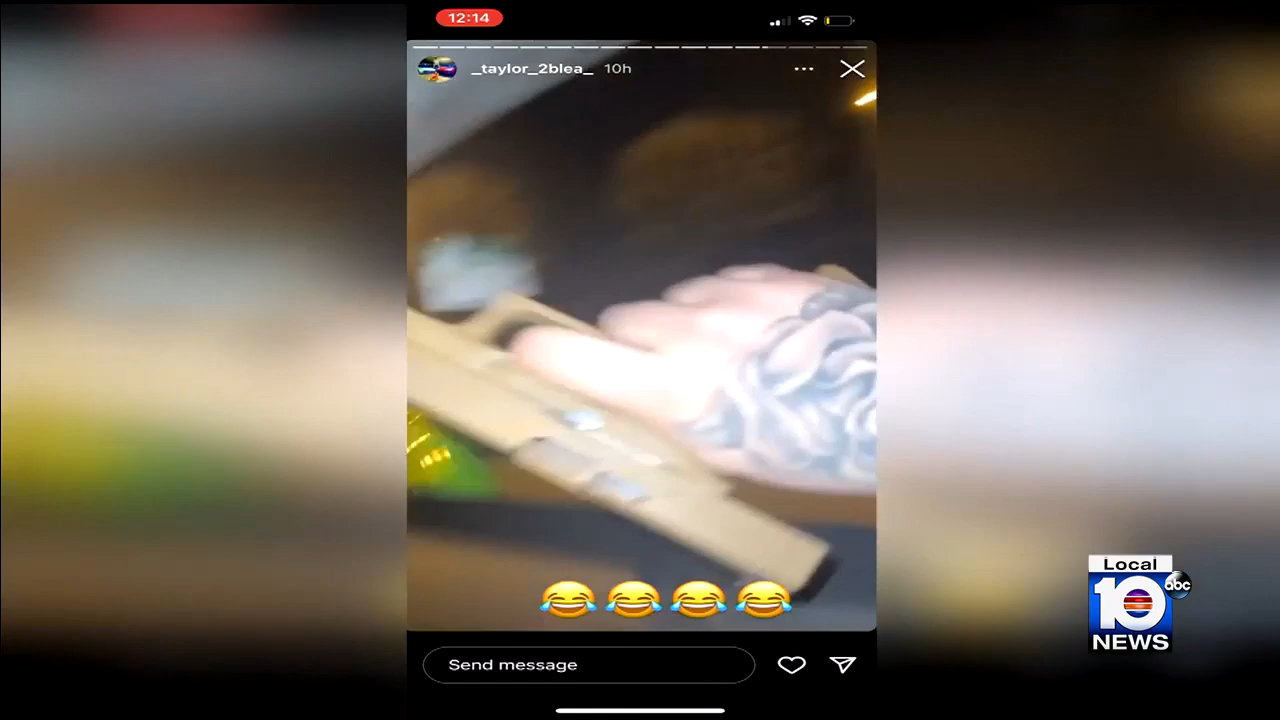 12:14
_taylor_2blea_ 10h
😂😂😂😂
Send message
Local
10
abc
NEWS